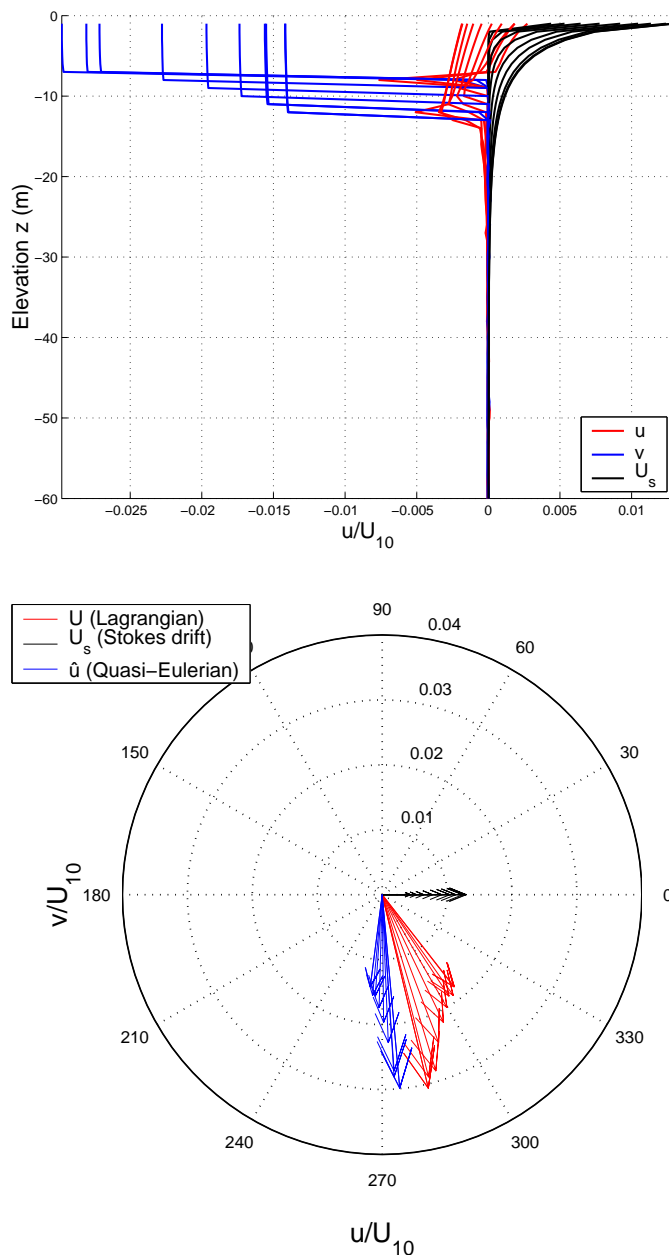 0
−10
−20
−30
−40
−50
−60
Elevation z (m)
−0.025 −0.02 −0.015 −0.01 −0.005 0 0.005 0.01
u/U10
u
v
Us
U (Lagrangian)
Us (Stokes drift)
û (Quasi−Eulerian)
90
0.04
60
0.03
150
30
0.02
0.01
180
0
v/U10
210
330
240
300
270
u/U10